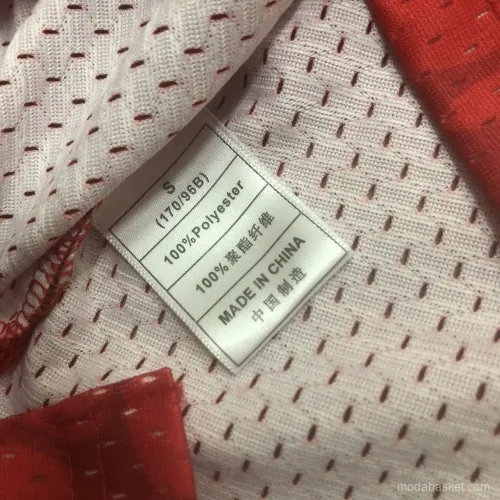 S
(170/96B)
100%Polyester
100%聚酯纤维
MADE IN CHINA
中国制造
modabasket.com